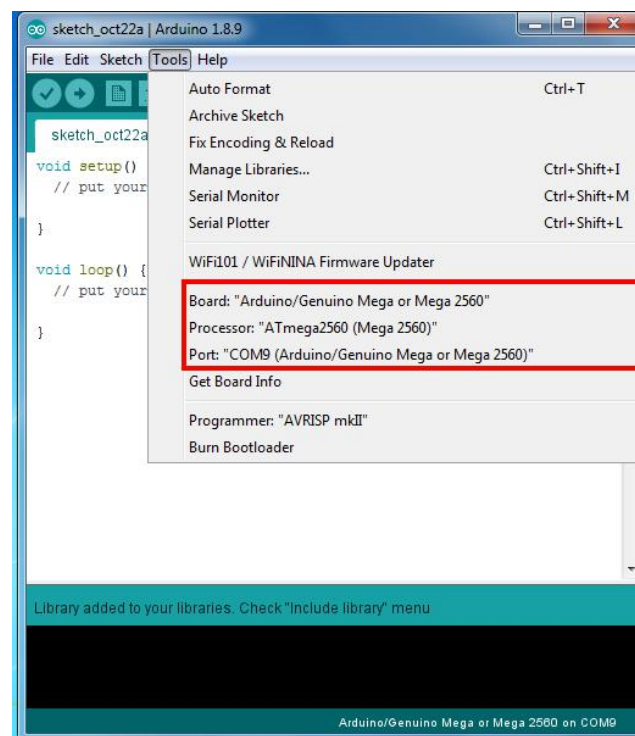 sketch_oct22a | Arduino 1.8.9
File Edit Sketch Tools Help
sketch_oct22a
void setup()
// put your
}
void loop() {
// put your
}
Auto Format Ctrl+T
Archive Sketch
Fix Encoding & Reload
Manage Libraries... Ctrl+Shift+I
Serial Monitor Ctrl+Shift+M
Serial Plotter Ctrl+Shift+L
WiFi101 / WiFiNINA Firmware Updater
Board: "Arduino/Genuino Mega or Mega 2560"
Processor: "ATmega2560 (Mega 2560)"
Port: "COM9 (Arduino/Genuino Mega or Mega 2560)"
Get Board Info
Programmer: "AVRISP mkII"
Burn Bootloader
Library added to your libraries. Check "Include library" menu
Arduino/Genuino Mega or Mega 2560 on COM9